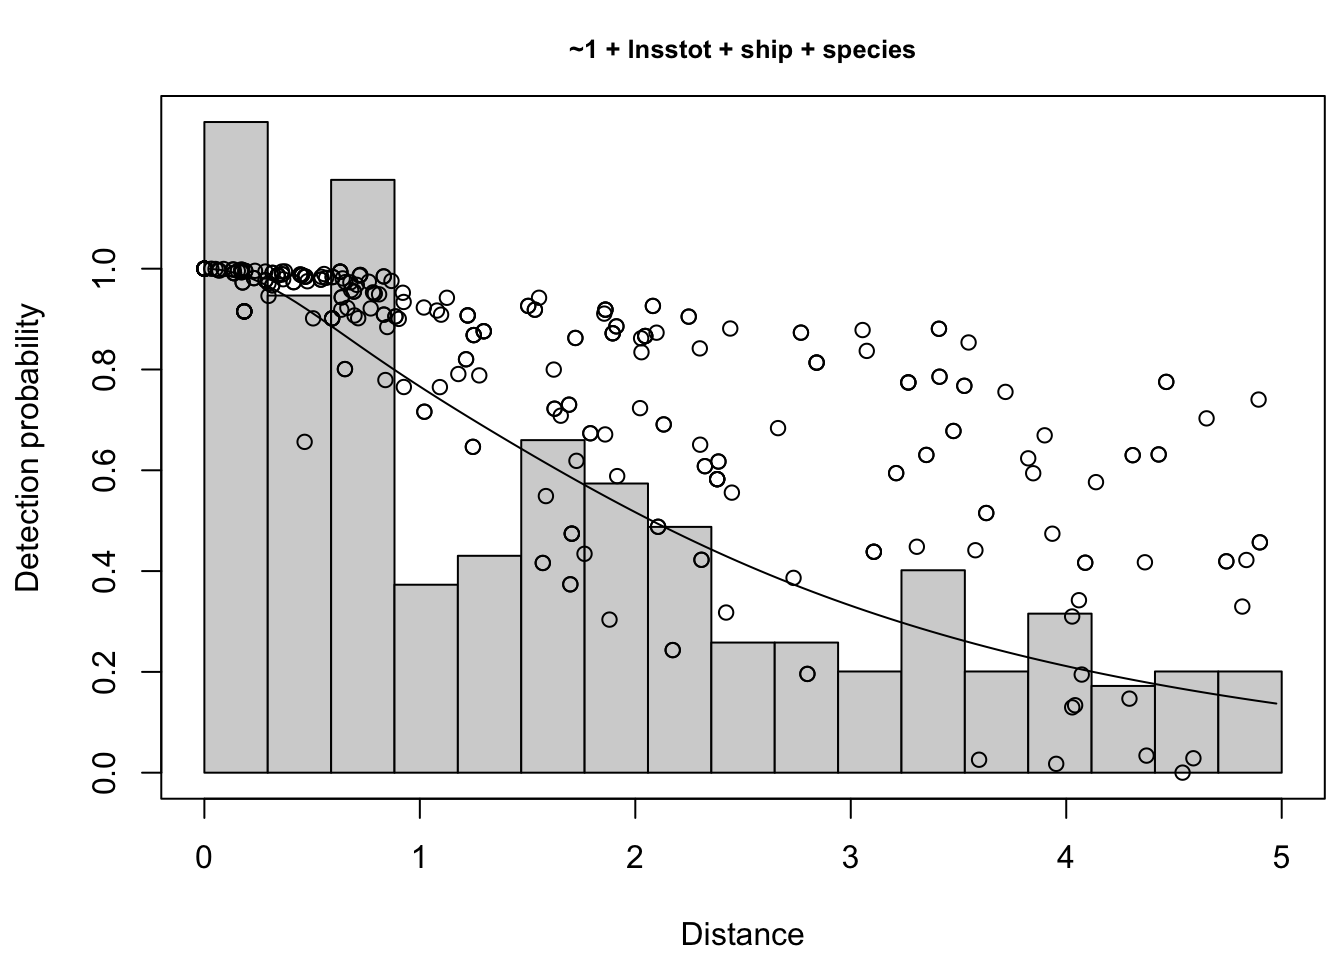 ~1 + lnsstot + ship + species
Detection probability
1.0
0.8
0.6
0.4
0.2
0.0
0 1 2 3 4 5
Distance